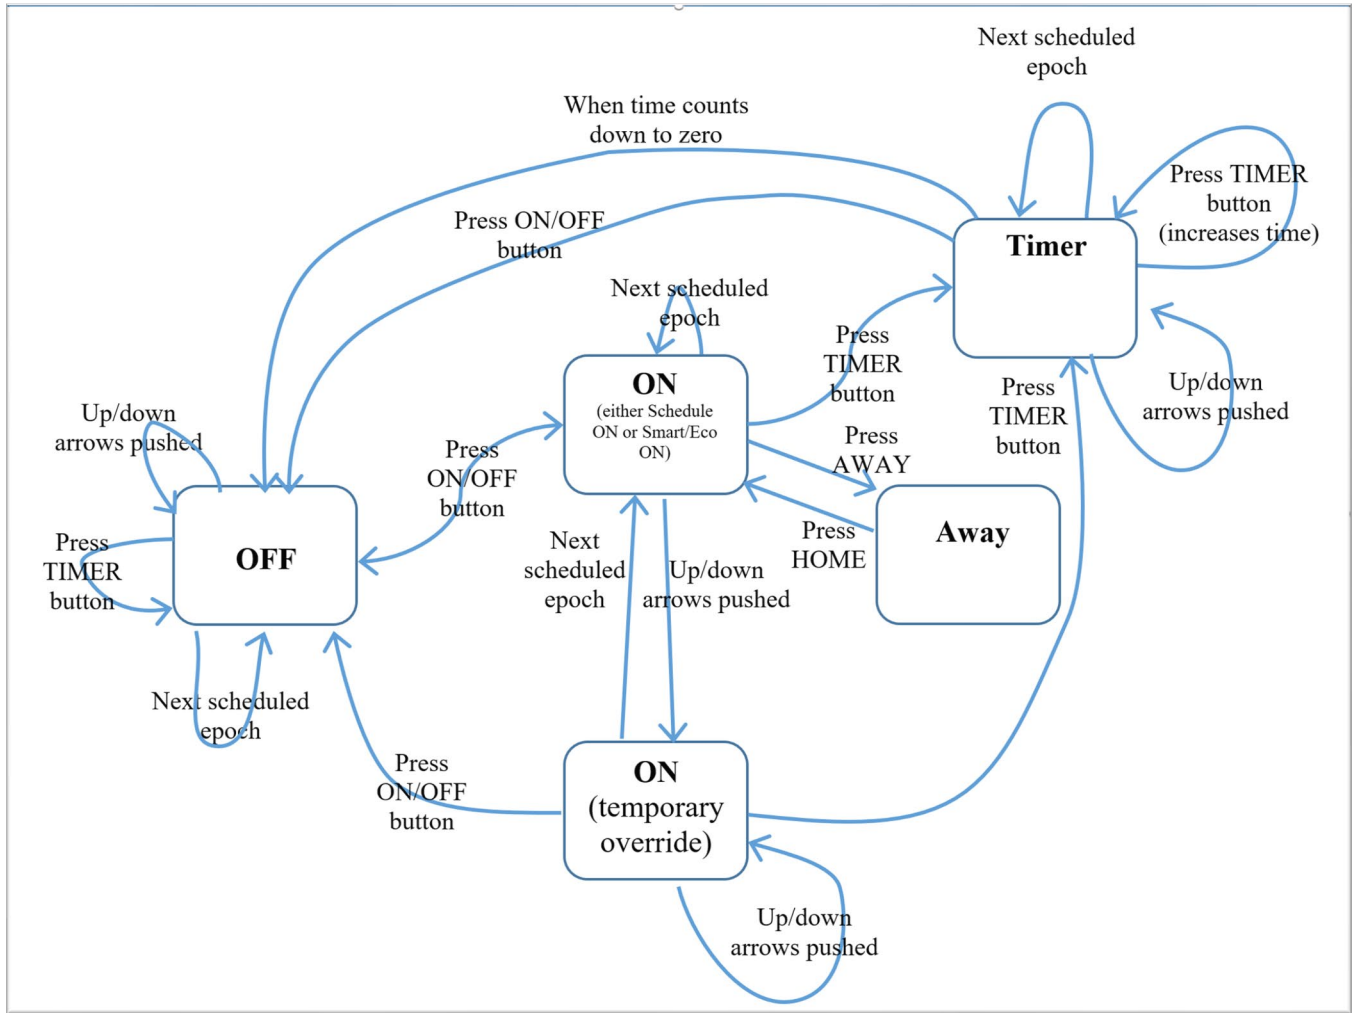 Next scheduled
epoch
When time counts
down to zero
Press TIMER
button
(increases time)
Press ON/OFF
button
Timer
Next scheduled
epoch
Press
TIMER
button
ON
(either Schedule
ON or Smart/Eco
ON)
Press
TIMER
button
Up/down
arrows pushed
Up/down
arrows pushed
Press
ON/OFF
button
Press
AWAY
Away
Press
HOME
OFF
Press
TIMER
button
Next
scheduled
epoch
Up/down
arrows pushed
Next scheduled
epoch
Press
ON/OFF
button
ON
(temporary
override)
Up/down
arrows pushed